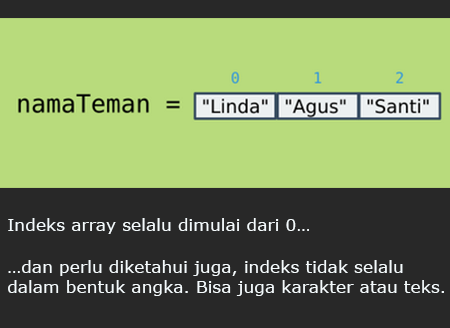 0 1 2
namaTeman = "Linda" "Agus" "Santi"
Indeks array selalu dimulai dari 0...
...dan perlu diketahui juga, indeks tidak selalu
dalam bentuk angka. Bisa juga karakter atau teks.